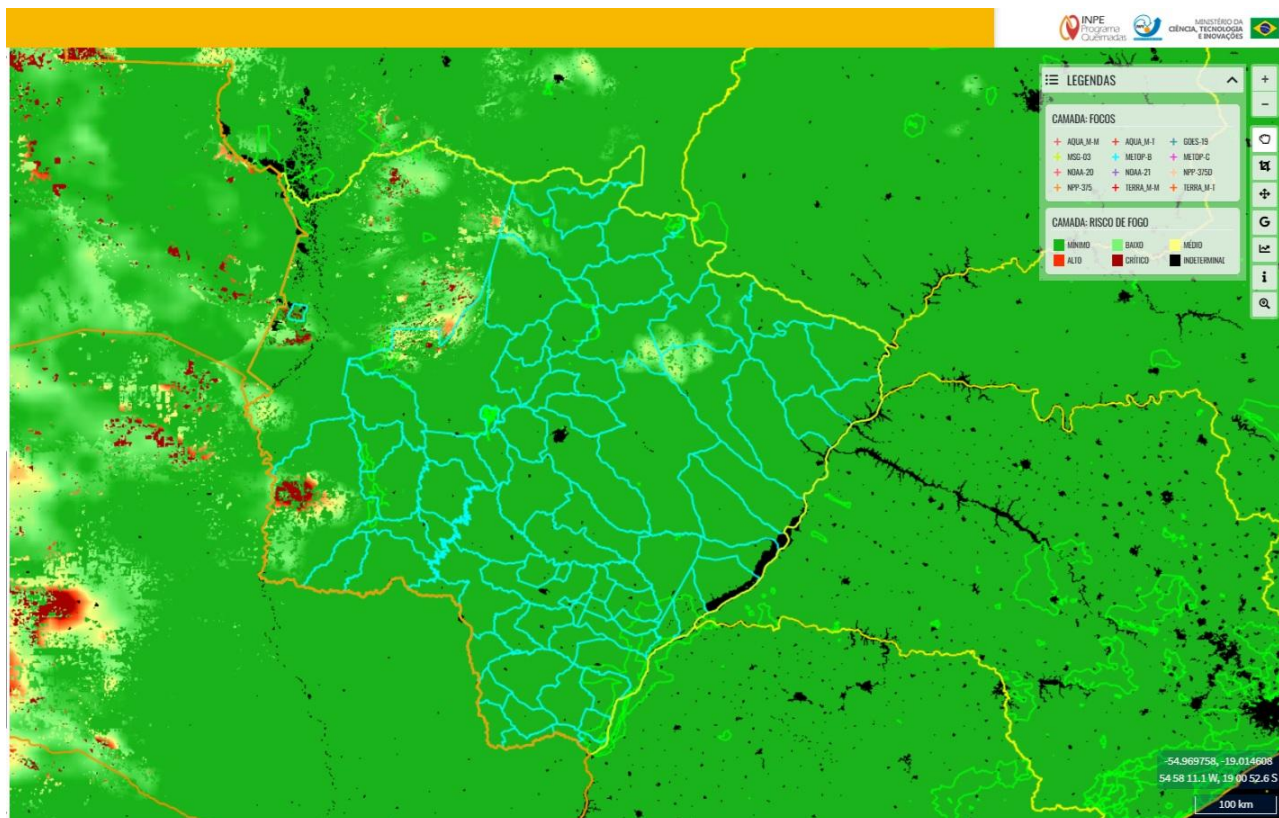 INPE
Programa
Queimadas
MINISTÉRIO DA
CIÊNCIA, TECNOLOGIA
E INOVAÇÕES
LEGENDAS
CAMADA: FOCOS
AQUA_M-M AQUA_M-T GOES-19
MSG-03 METOP-B METOP-C
NOAA-20 NOAA-21 NPP-375D
NPP-375 TERRA_M-M TERRA_M-T
CAMADA: RISCO DE FOGO
MÍNIMO BAIXO MÉDIO
ALTO CRÍTICO INDETERMINAD
+
−
G
i
-54.969758, -19.014608
54 58 11.1 W, 19 00 52.6 S
100 km